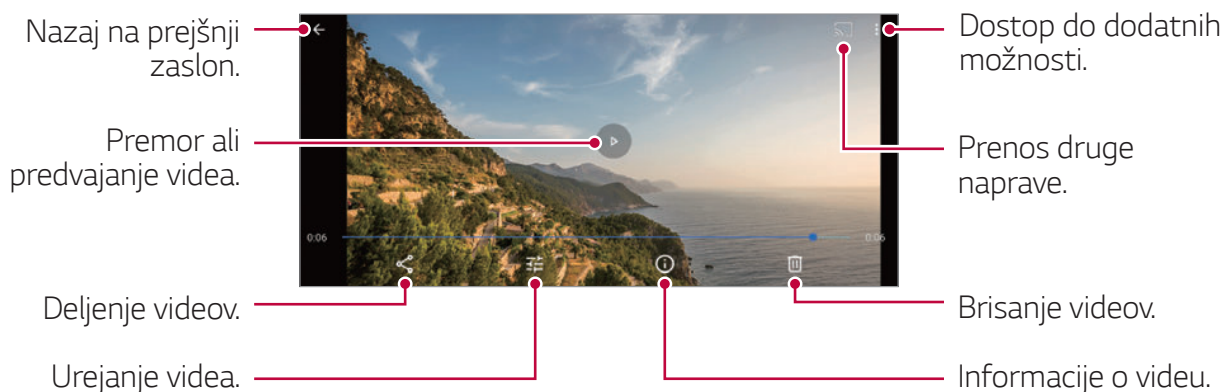 Nazaj na prejšnji
zaslon.
Premor ali
predvajanje videa.
Deljenje videov.
Urejanje videa.
0:06
0:06
Dostop do dodatnih
možnosti.
Prenos druge
naprave.
Brisanje videov.
Informacije o videu.